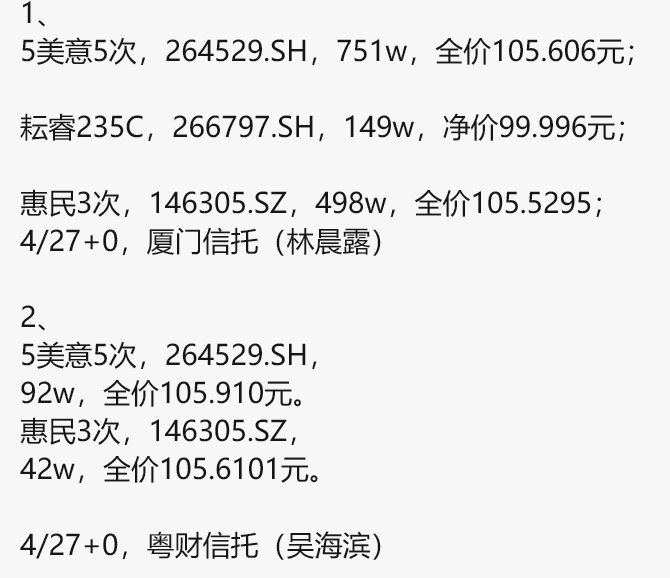 1、
5美意5次，264529.SH，751w，全价105.606元；
耘睿235C，266797.SH，149w，净价99.996元；
惠民3次，146305.SZ，498w，全价105.5295；
4/27+0，厦门信托（林晨露）
2、
5美意5次，264529.SH，
92w，全价105.910元。
惠民3次，146305.SZ，
42w，全价105.6101元。
4/27+0，粤财信托（吴海滨）